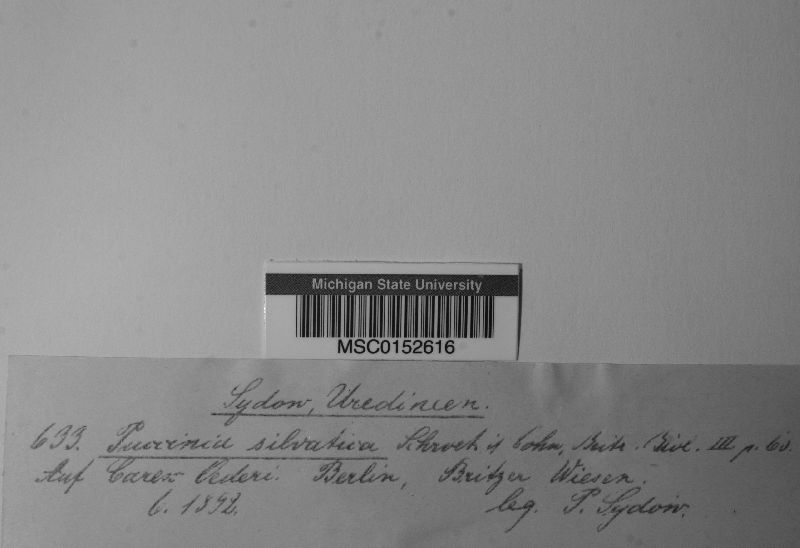 Michigan State University
MSC0152616
Sydow, Uredineen.
633. Puccinia silvatica Schroet. Cohn, Beitr. Biol. III p.
Auf Carex Oederi. Berlin, Britzer Wiesen.
6. 1892. leg. P. Sydow.